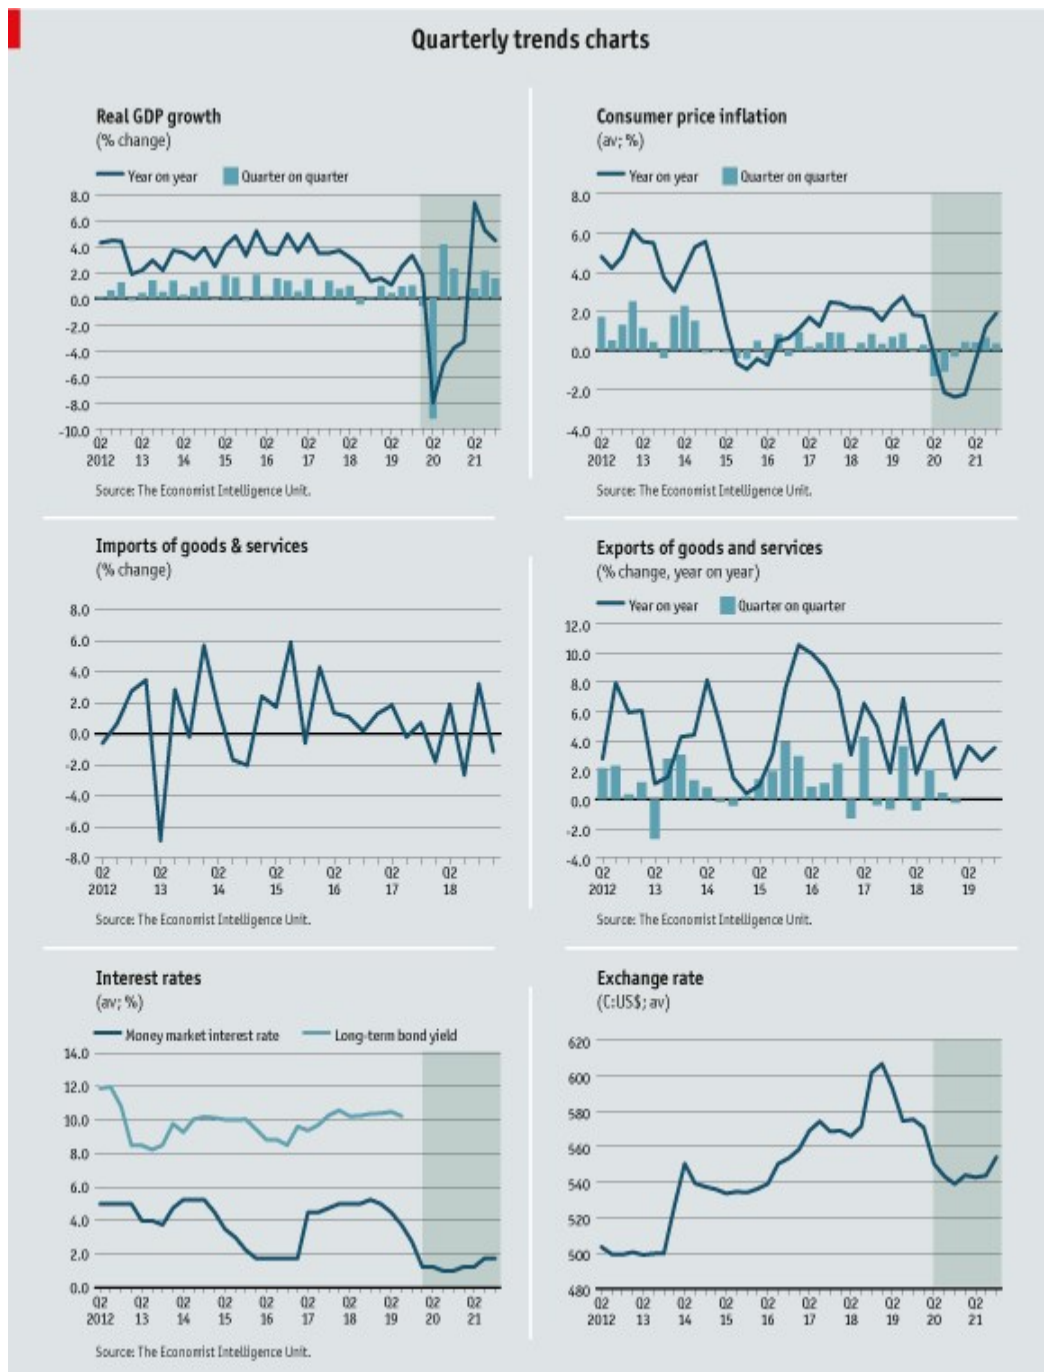 Quarterly trends charts
Real GDP growth
(% change)
Year on year
Quarter on quarter
8.0
6.0
4.0
2.0
0.0
-2.0
-4.0
-6.0
-8.0
-10.0
Q2 Q2 Q2 Q2 Q2 Q2 Q2 Q2 Q2 Q2
2012 13 14 15 16 17 18 19 20 21
Source: The Economist Intelligence Unit.
Consumer price inflation
(av; %)
Year on year
Quarter on quarter
8.0
6.0
4.0
2.0
0.0
-2.0
-4.0
Q2 Q2 Q2 Q2 Q2 Q2 Q2 Q2 Q2 Q2
2012 13 14 15 16 17 18 19 20 21
Source: The Economist Intelligence Unit.
Imports of goods & services
(% change)
8.0
6.0
4.0
2.0
0.0
-2.0
-4.0
-6.0
-8.0
Q2 Q2 Q2 Q2 Q2 Q2 Q2
2012 13 14 15 16 17 18
Source: The Economist Intelligence Unit.
Exports of goods and services
(% change, year on year)
Year on year
Quarter on quarter
12.0
10.0
8.0
6.0
4.0
2.0
0.0
-2.0
-4.0
Q2 Q2 Q2 Q2 Q2 Q2 Q2 Q2
2012 13 14 15 16 17 18 19
Source: The Economist Intelligence Unit.
Interest rates
(av; %)
Money market interest rate
Long-term bond yield
14.0
12.0
10.0
8.0
6.0
4.0
2.0
0.0
Q2 Q2 Q2 Q2 Q2 Q2 Q2 Q2 Q2 Q2
2012 13 14 15 16 17 18 19 20 21
Source: The Economist Intelligence Unit.
Exchange rate
(C:US$; av)
620
600
580
560
540
520
500
480
Q2 Q2 Q2 Q2 Q2 Q2 Q2 Q2 Q2 Q2
2012 13 14 15 16 17 18 19 20 21